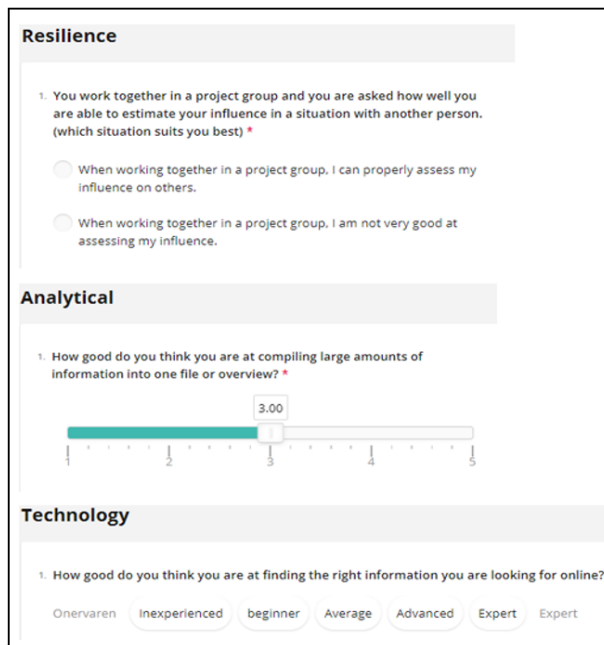 Resilience
1. You work together in a project group and you are asked how well you
are able to estimate your influence in a situation with another person.
(which situation suits you best) *
When working together in a project group, I can properly assess my
influence on others.
When working together in a project group, I am not very good at
assessing my influence.
Analytical
1. How good do you think you are at compiling large amounts of
information into one file or overview? *
3.00
1 2 3 4 5
Technology
1. How good do you think you are at finding the right information you are looking for online?
Onervaren Inexperienced beginner Average Advanced Expert Expert